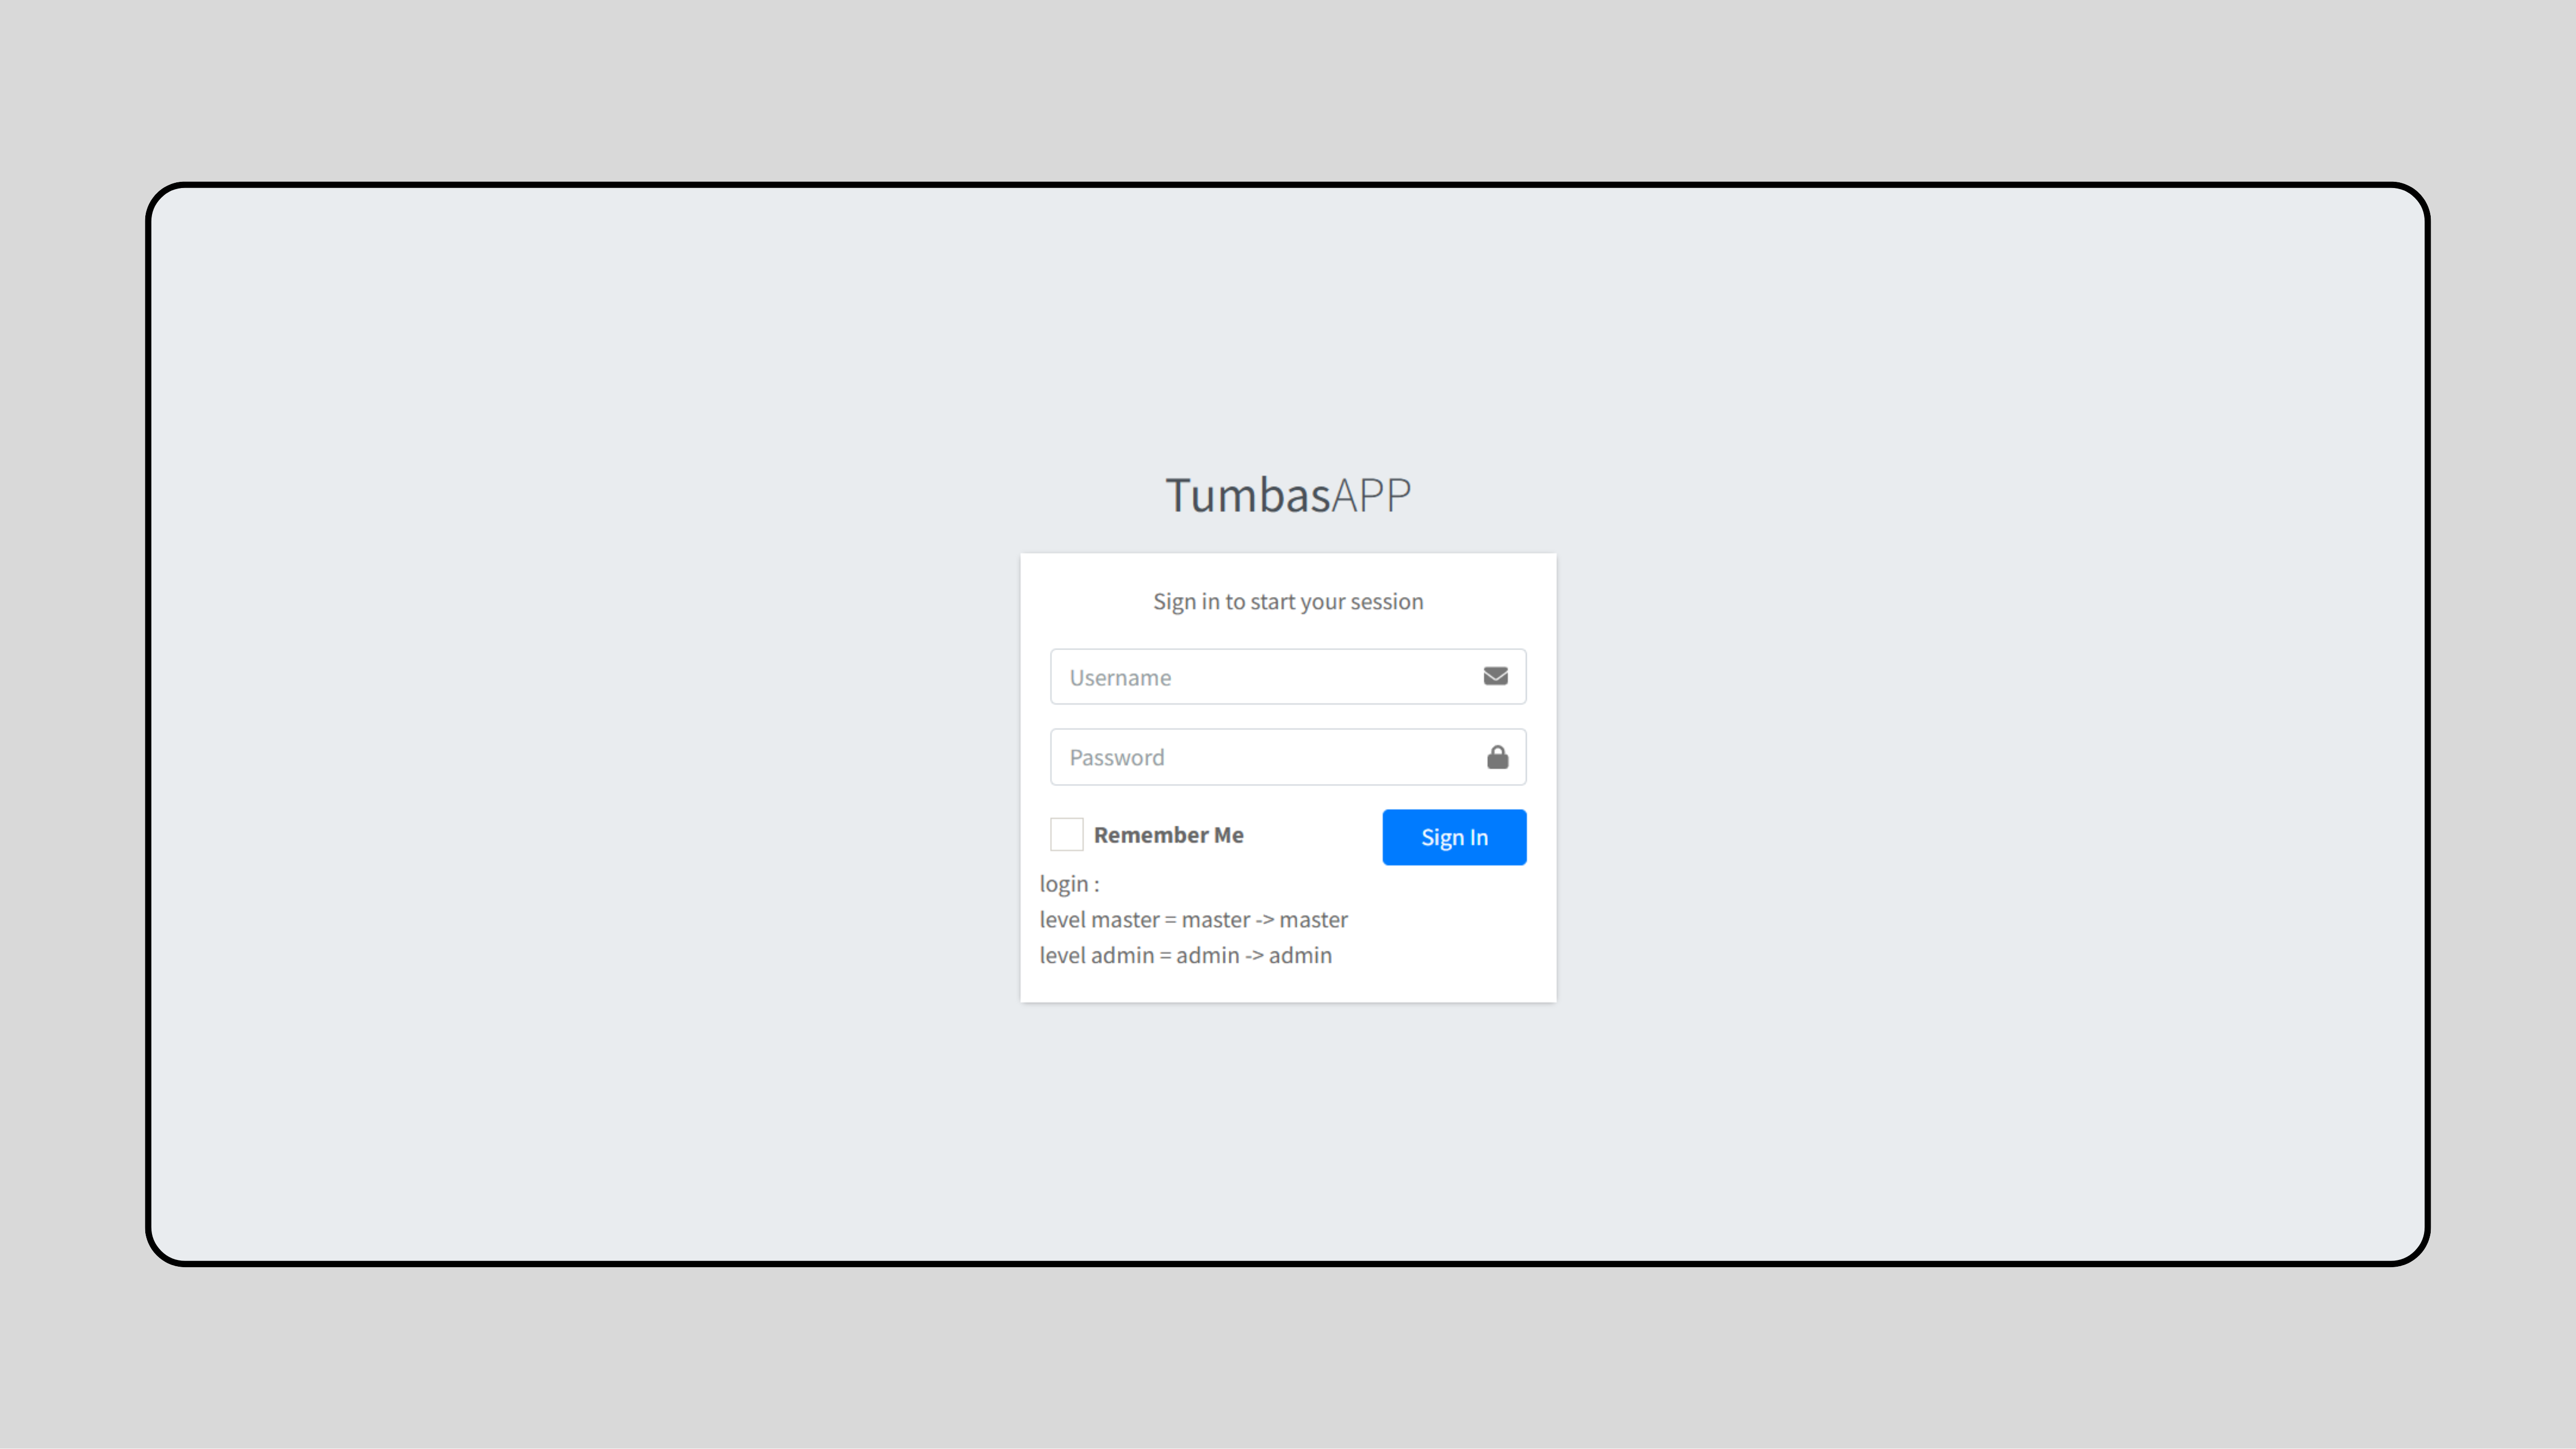 TumbasAPP
Sign in to start your session
Username
Password
Remember Me
Sign In
login :
level master = master -> master
level admin = admin -> admin